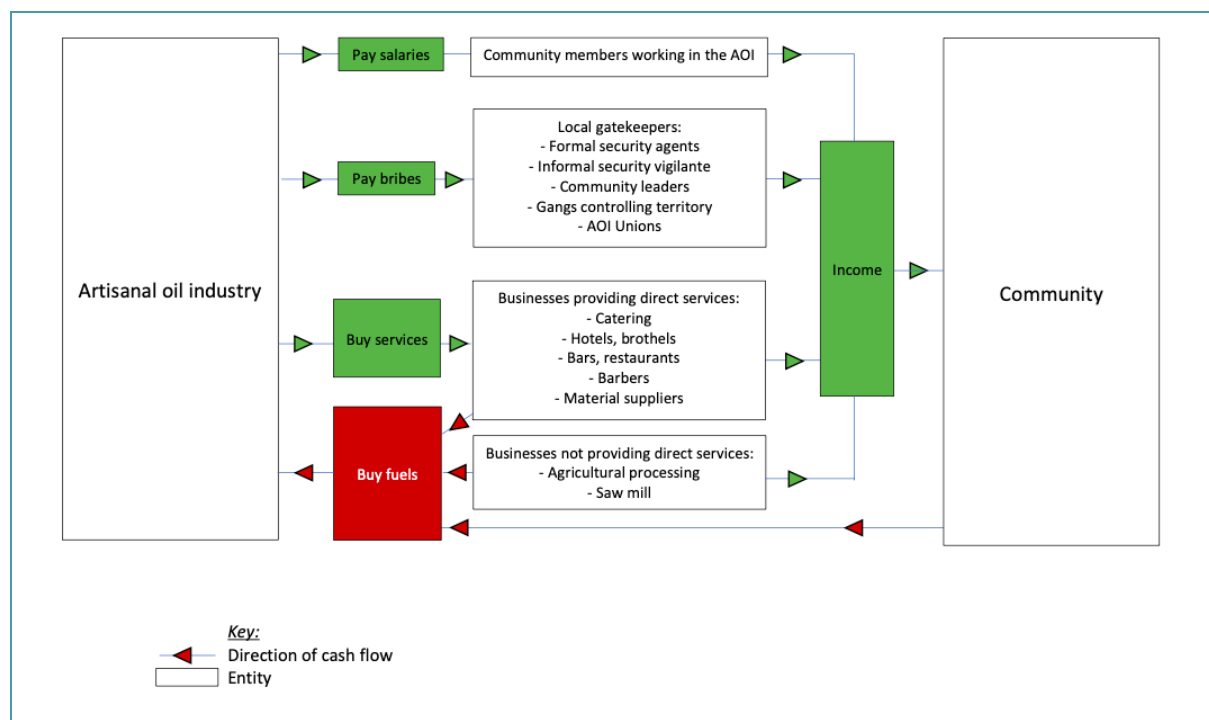 Artisanal oil industry
Pay salaries
Community members working in the AOI
Pay bribes
Local gatekeepers:
- Formal security agents
- Informal security vigilante
- Community leaders
- Gangs controlling territory
- AOI Unions
Income
Community
Buy services
Businesses providing direct services:
- Catering
- Hotels, brothels
- Bars, restaurants
- Barbers
- Material suppliers
Buy fuels
Businesses not providing direct services:
- Agricultural processing
- Saw mill
Key:
Direction of cash flow
Entity